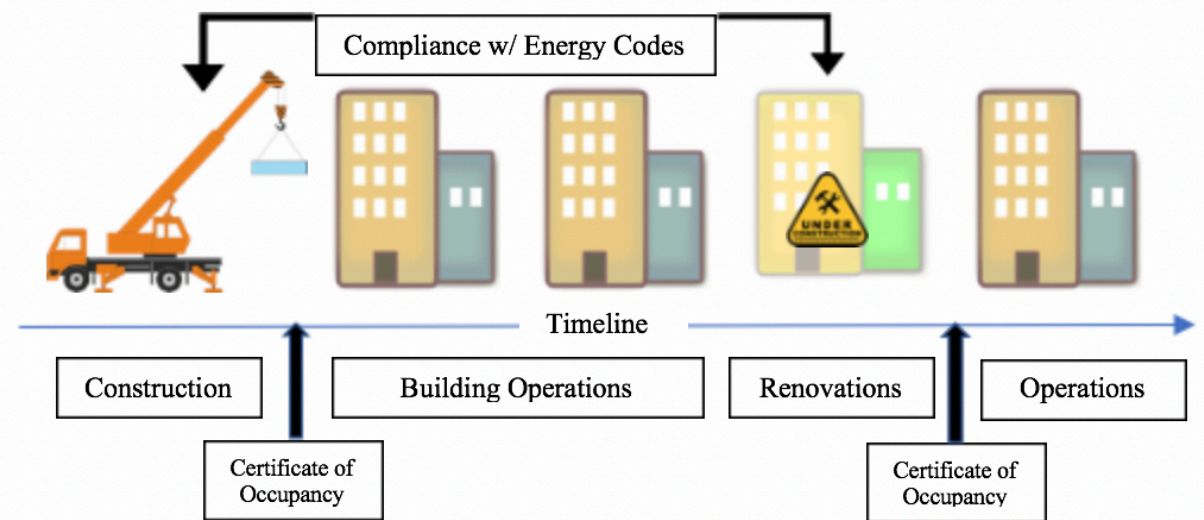 Compliance w/ Energy Codes
UNDER
CONSTRUCTION
Timeline
Construction
Building Operations
Renovations
Operations
Certificate of
Occupancy
Certificate of
Occupancy